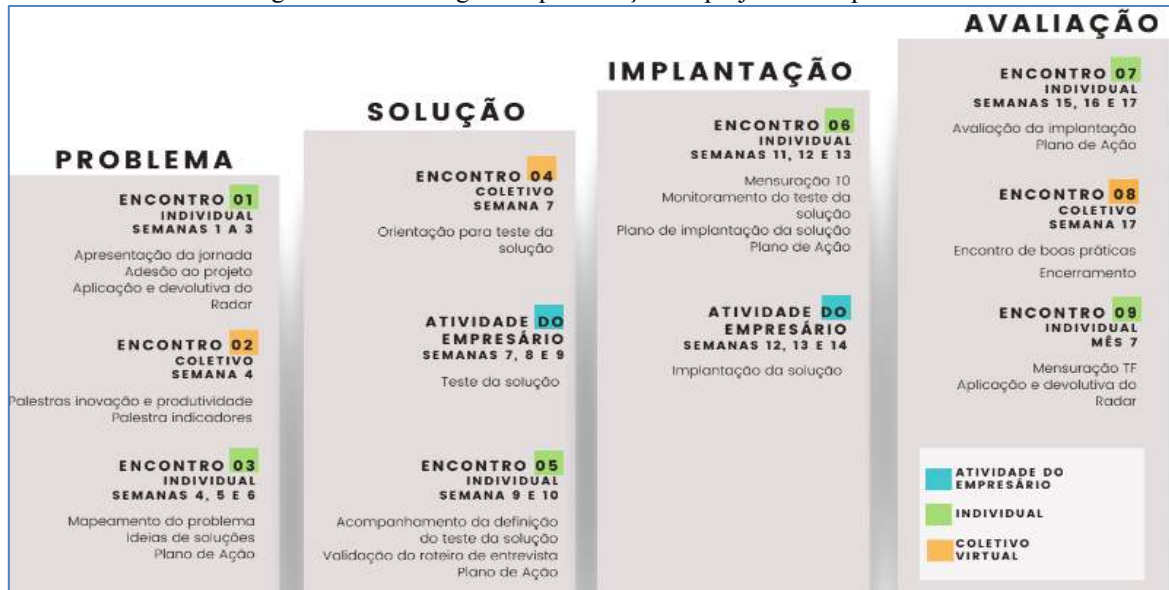 PROBLEMA
ENCONTRO 01
INDIVIDUAL
SEMANAS 1 A 3
Apresentação da jornada
Adesão ao projeto
Aplicação e devolutiva do
Radar
ENCONTRO 02
COLETIVO
SEMANA 4
Palestras inovação e produtividade
Palestra indicadores
ENCONTRO 03
INDIVIDUAL
SEMANAS 4, 5 E 6
Mapeamento do problema
Ideias de soluções
Plano de Ação
SOLUÇÃO
ENCONTRO 04
COLETIVO
SEMANA 7
Orientação para teste da
solução
ATIVIDADE DO
EMPRESÁRIO
SEMANAS 7, 8 E 9
Teste da solução
ENCONTRO 05
INDIVIDUAL
SEMANA 9 E 10
Acompanhamento da definição
do teste da solução
Validação do roteiro de entrevista
Plano de Ação
IMPLANTAÇÃO
ENCONTRO 06
INDIVIDUAL
SEMANAS 11, 12 E 13
Mensuração T0
Monitoramento do teste da
solução
Plano de implantação da solução
Plano de Ação
ATIVIDADE DO
EMPRESÁRIO
SEMANAS 12, 13 E 14
Implantação da solução
AVALIAÇÃO
ENCONTRO 07
INDIVIDUAL
SEMANAS 15, 16 E 17
Avaliação da implantação
Plano de Ação
ENCONTRO 08
COLETIVO
SEMANA 17
Encontro de boas práticas
Encerramento
ENCONTRO 09
INDIVIDUAL
MÊS 7
Mensuração TF
Aplicação e devolutiva do
Radar
ATIVIDADE DO
EMPRESÁRIO
INDIVIDUAL
COLETIVO
VIRTUAL